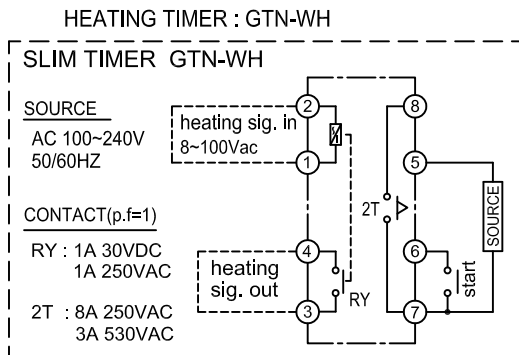 HEATING TIMER : GTN-WH
SLIM TIMER GTN-WH
SOURCE
AC 100~240V
50/60HZ
CONTACT(p.f=1)
RY : 1A 30VDC
1A 250VAC
2T : 8A 250VAC
3A 530VAC
2
heating sig. in
8~100Vac
1
4
heating
sig. out
3
RY
8
5
2T
SOURCE
6
start
7